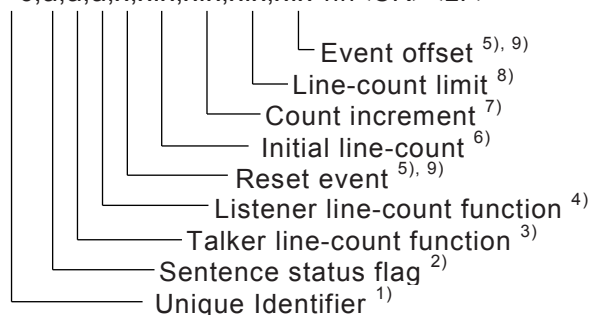 Event offset 5), 9)
Line-count limit 8)
Count increment 7)
Initial line-count 6)
Reset event 5), 9)
Listener line-count function 4)
Talker line-count function 3)
Sentence status flag 2)
Unique Identifier 1)